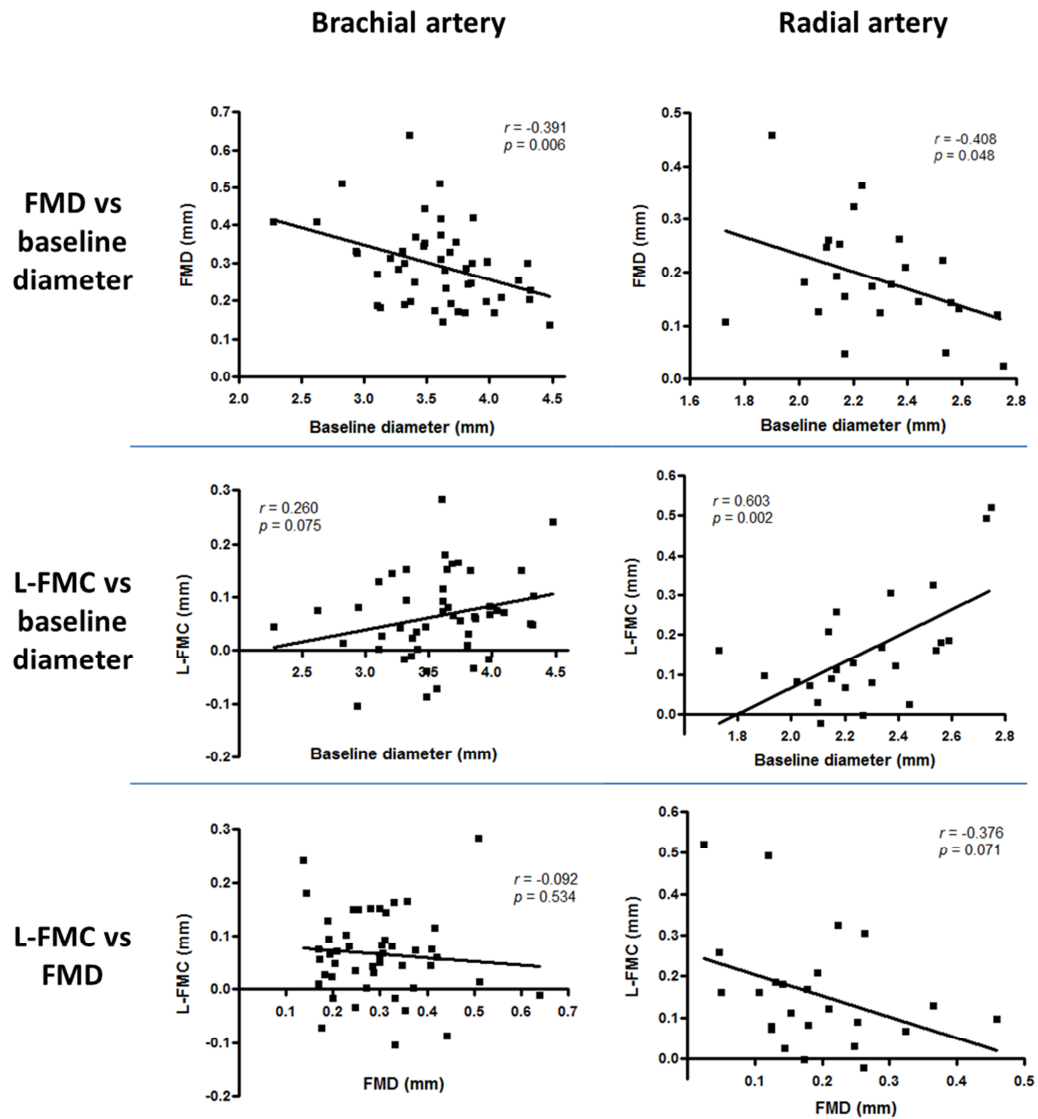 Brachial artery
Radial artery
FMD vs
baseline
diameter
0.7
0.6
0.5
0.4
0.3
0.2
0.1
0.0
FMD (mm)
r = -0.391
p = 0.006
2.0 2.5 3.0 3.5 4.0 4.5
Baseline diameter (mm)
0.5
0.4
0.3
0.2
0.1
0.0
FMD (mm)
r = -0.408
p = 0.048
1.6 1.8 2.0 2.2 2.4 2.6 2.8
Baseline diameter (mm)
L-FMC vs
baseline
diameter
0.3
0.2
0.1
0.0
-0.1
-0.2
L-FMC (mm)
r = 0.260
p = 0.075
2.5 3.0 3.5 4.0 4.5
Baseline diameter (mm)
0.6
0.5
0.4
0.3
0.2
0.1
0.0
L-FMC (mm)
r = 0.603
p = 0.002
1.8 2.0 2.2 2.4 2.6 2.8
Baseline diameter (mm)
L-FMC vs
FMD
0.3
0.2
0.1
0.0
-0.1
-0.2
L-FMC (mm)
r = -0.092
p = 0.534
0.1 0.2 0.3 0.4 0.5 0.6 0.7
FMD (mm)
0.6
0.5
0.4
0.3
0.2
0.1
0.0
L-FMC (mm)
r = -0.376
p = 0.071
0.1 0.2 0.3 0.4 0.5
FMD (mm)